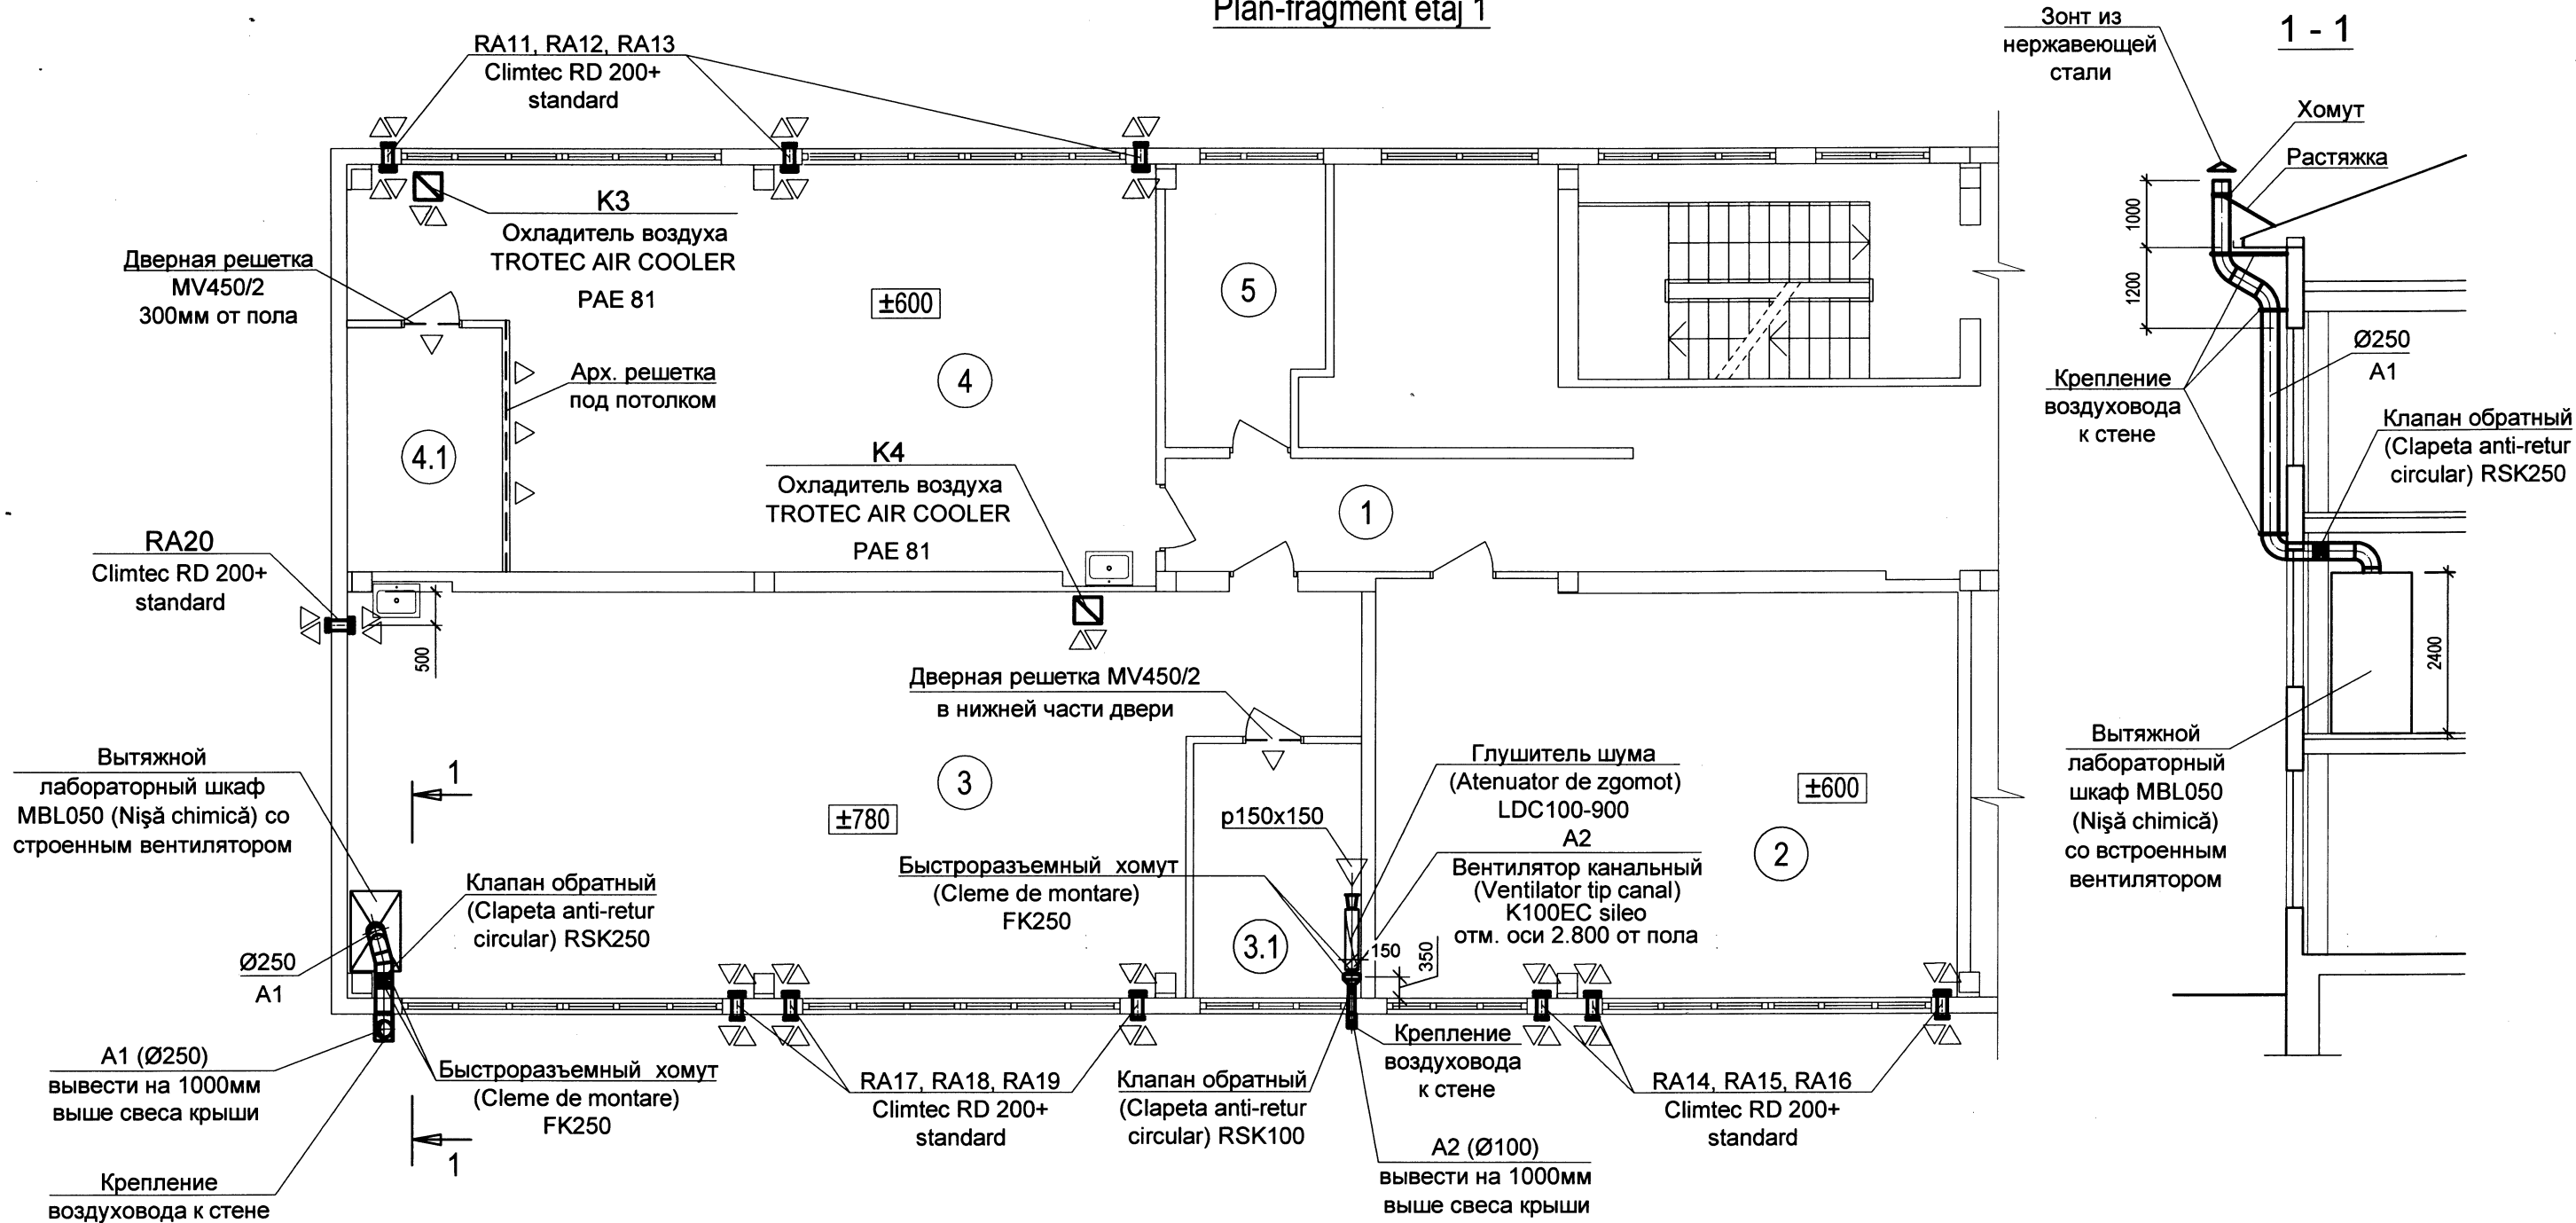 Plan-fragment etaj 1
1 - 1
RA11, RA12, RA13
Climtec RD 200+
standard
Зонт из
нержавеющей
стали
Хомут
Растяжка
1000
1200
Ø250
A1
Крепление
воздуховода
к стене
Клапан обратный
(Clapeta anti-retur
circular) RSK250
2400
Вытяжной
лабораторный
шкаф MBL050
(Nişă chimică)
со встроенным
вентилятором
K3
Охладитель воздуха
TROTEC AIR COOLER
PAE 81
±600
Дверная решетка
MV450/2
300мм от пола
Арх. решетка
под потолком
4
4.1
5
1
K4
Охладитель воздуха
TROTEC AIR COOLER
PAE 81
RA20
Climtec RD 200+
standard
500
Дверная решетка MV450/2
в нижней части двери
Вытяжной
лабораторный шкаф
MBL050 (Nişă chimică) со
строенным вентилятором
1
3
±780
Глушитель шума
(Atenuator de zgomot)
LDC100-900
A2
Вентилятор канальный
(Ventilator tip canal)
K100EC sileo
отм. оси 2.800 от пола
±600
2
p150x150
Быстроразъемный хомут
(Cleme de montare)
FK250
3.1
150
350
Клапан обратный
(Clapeta anti-retur
circular) RSK250
Ø250
A1
A1 (Ø250)
вывести на 1000мм
выше свеса крыши
Быстроразъемный хомут
(Cleme de montare)
FK250
RA17, RA18, RA19
Climtec RD 200+
standard
Клапан обратный
(Clapeta anti-retur
circular) RSK100
Крепление
воздуховода
к стене
A2 (Ø100)
вывести на 1000мм
выше свеса крыши
RA14, RA15, RA16
Climtec RD 200+
standard
1
Крепление
воздуховода к стене